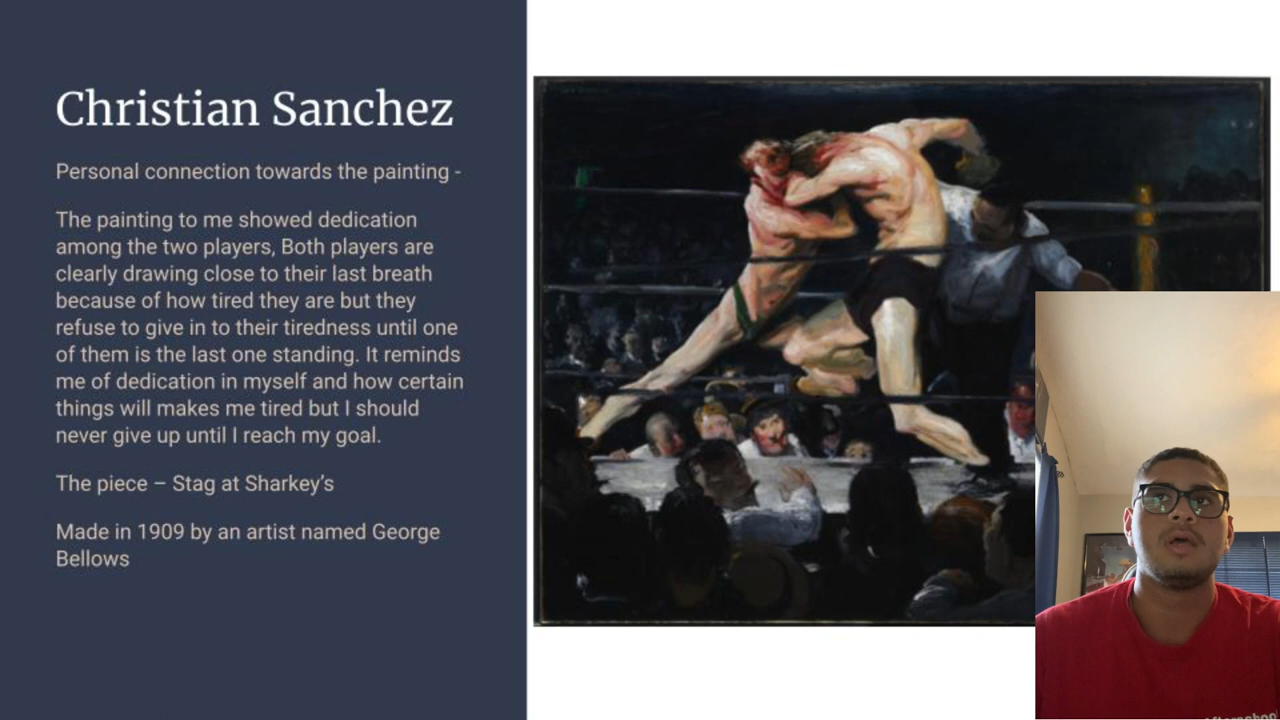 Christian Sanchez
Personal connection towards the painting -
The painting to me showed dedication
among the two players, Both players are
clearly drawing close to their last breath
because of how tired they are but they
refuse to give in to their tiredness until one
of them is the last one standing. It reminds
me of dedication in myself and how certain
things will makes me tired but I should
never give up until I reach my goal.
The piece – Stag at Sharkey’s
Made in 1909 by an artist named George
Bellows